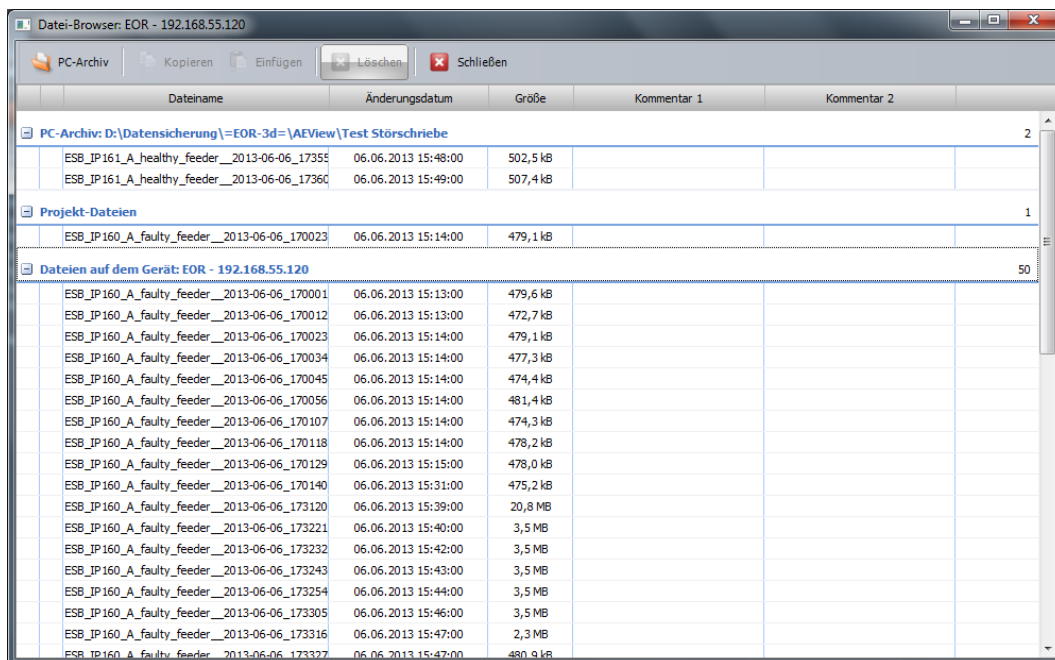 Datei-Browser: EOR - 192.168.55.120
PC-Archiv Kopieren Einfügen Löschen Schließen
Dateiname Änderungsdatum Größe Kommentar 1 Kommentar 2
PC-Archiv: D:\Datensicherung\=EOR-3d=\AEView\Test Störschriebe 2
ESB_IP161_A_healthy_feeder__2013-06-06_17355 06.06.2013 15:48:00 502,5 kB
ESB_IP161_A_healthy_feeder__2013-06-06_17360 06.06.2013 15:49:00 507,4 kB
Projekt-Dateien 1
ESB_IP160_A_faulty_feeder__2013-06-06_170023 06.06.2013 15:14:00 479,1 kB
Dateien auf dem Gerät: EOR - 192.168.55.120 50
ESB_IP160_A_faulty_feeder__2013-06-06_170001 06.06.2013 15:13:00 479,6 kB
ESB_IP160_A_faulty_feeder__2013-06-06_170012 06.06.2013 15:13:00 472,7 kB
ESB_IP160_A_faulty_feeder__2013-06-06_170023 06.06.2013 15:14:00 479,1 kB
ESB_IP160_A_faulty_feeder__2013-06-06_170034 06.06.2013 15:14:00 477,3 kB
ESB_IP160_A_faulty_feeder__2013-06-06_170045 06.06.2013 15:14:00 474,4 kB
ESB_IP160_A_faulty_feeder__2013-06-06_170056 06.06.2013 15:14:00 481,4 kB
ESB_IP160_A_faulty_feeder__2013-06-06_170107 06.06.2013 15:14:00 474,3 kB
ESB_IP160_A_faulty_feeder__2013-06-06_170118 06.06.2013 15:14:00 478,2 kB
ESB_IP160_A_faulty_feeder__2013-06-06_170129 06.06.2013 15:15:00 478,0 kB
ESB_IP160_A_faulty_feeder__2013-06-06_170140 06.06.2013 15:31:00 475,2 kB
ESB_IP160_A_faulty_feeder__2013-06-06_173120 06.06.2013 15:39:00 20,8 MB
ESB_IP160_A_faulty_feeder__2013-06-06_173221 06.06.2013 15:40:00 3,5 MB
ESB_IP160_A_faulty_feeder__2013-06-06_173232 06.06.2013 15:42:00 3,5 MB
ESB_IP160_A_faulty_feeder__2013-06-06_173243 06.06.2013 15:43:00 3,5 MB
ESB_IP160_A_faulty_feeder__2013-06-06_173254 06.06.2013 15:44:00 3,5 MB
ESB_IP160_A_faulty_feeder__2013-06-06_173305 06.06.2013 15:46:00 3,5 MB
ESB_IP160_A_faulty_feeder__2013-06-06_173316 06.06.2013 15:47:00 2,3 MB
ESB_IP160_A_faulty_feeder__2013-06-06_173327 06.06.2013 15:47:00 480,9 kB